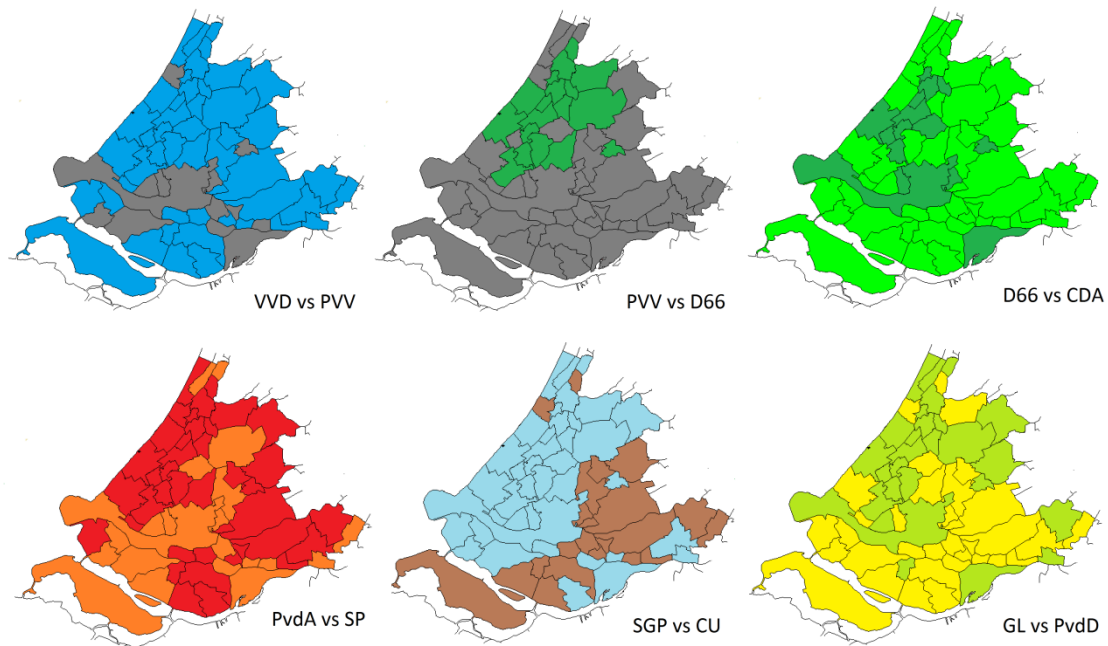 VVD vs PVV
PVV vs D66
D66 vs CDA
PvdA vs SP
SGP vs CU
GL vs PvdD